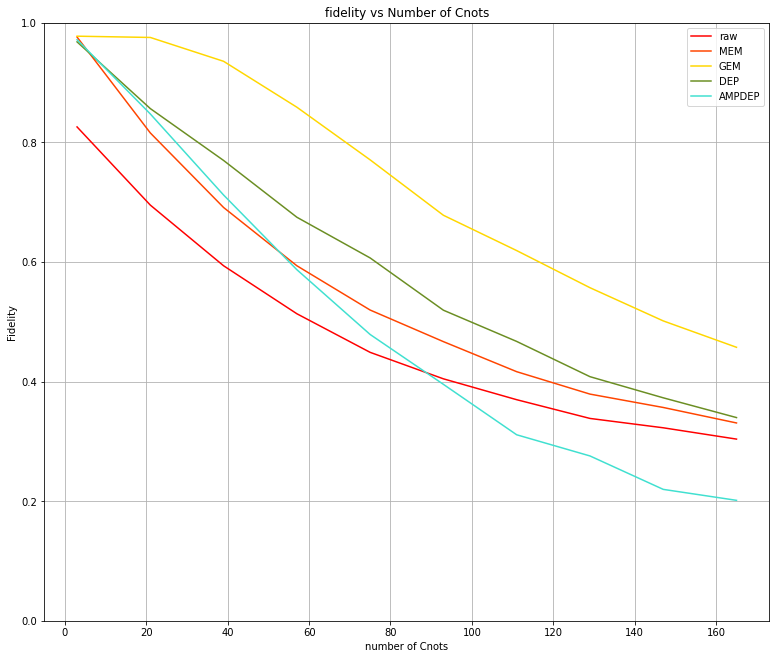 fidelity vs Number of Cnots
raw
MEM
GEM
DEP
AMPDEP
Fidelity
1.0
0.8
0.6
0.4
0.2
0.0
0 20 40 60 80 100 120 140 160
number of Cnots